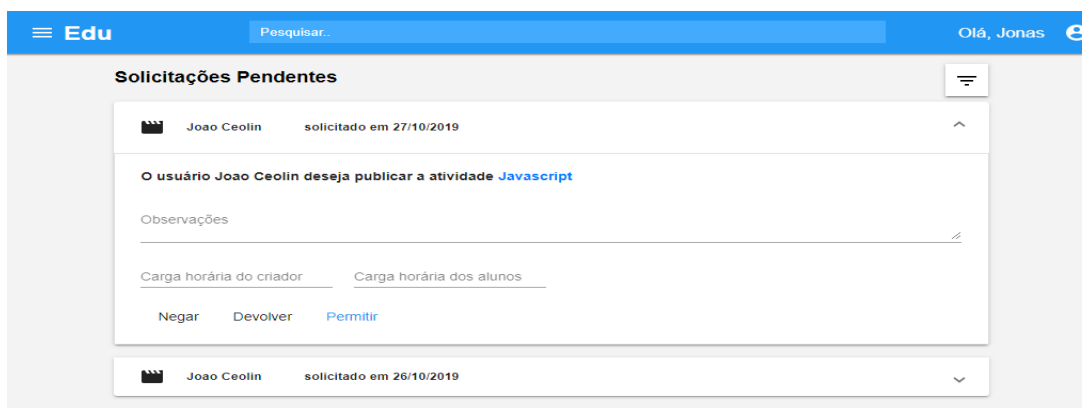 Edu Pesquisar.. Olá, Jonas
Solicitações Pendentes
Joao Ceolin solicitado em 27/10/2019
O usuário Joao Ceolin deseja publicar a atividade Javascript
Observações
Carga horária do criador Carga horária dos alunos
Negar Devolver Permitir
Joao Ceolin solicitado em 26/10/2019